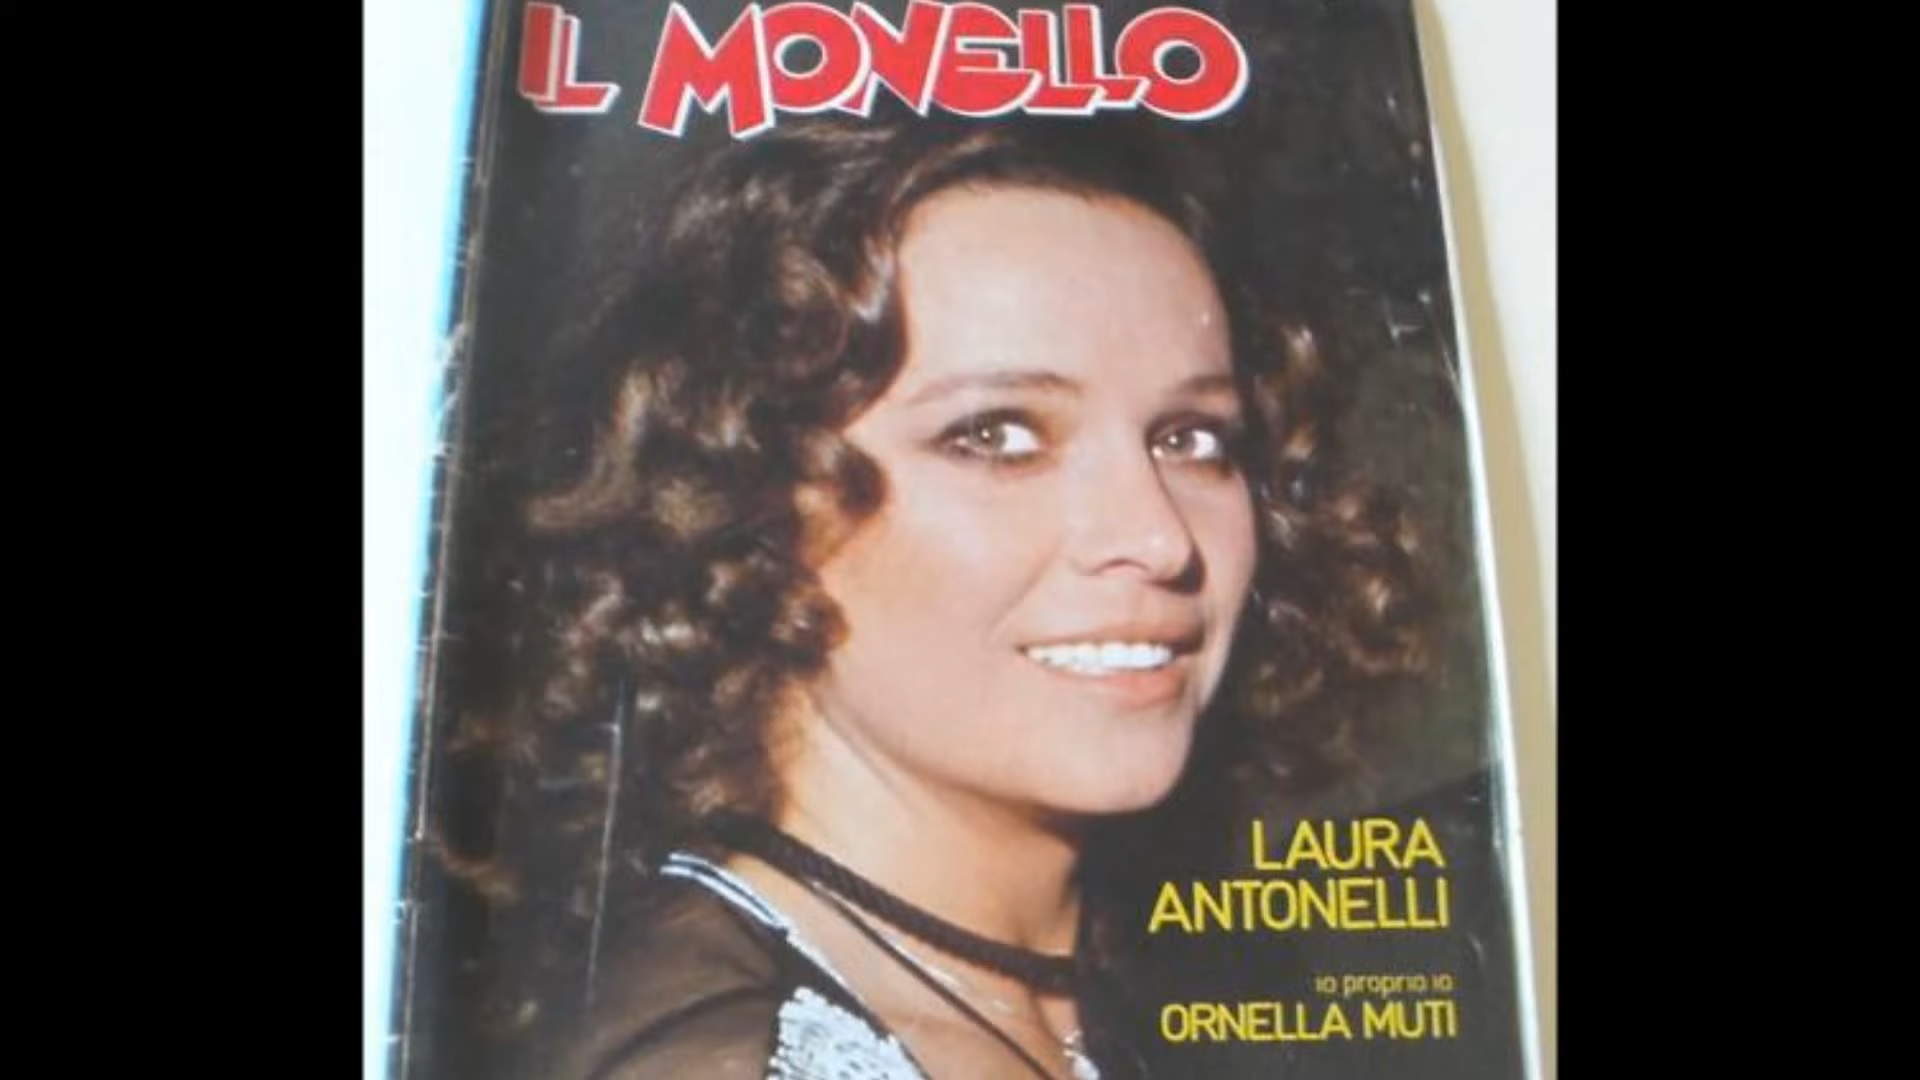 IL MONELLO
LAURA
ANTONELLI
io proprio io
ORNELLA MUTI